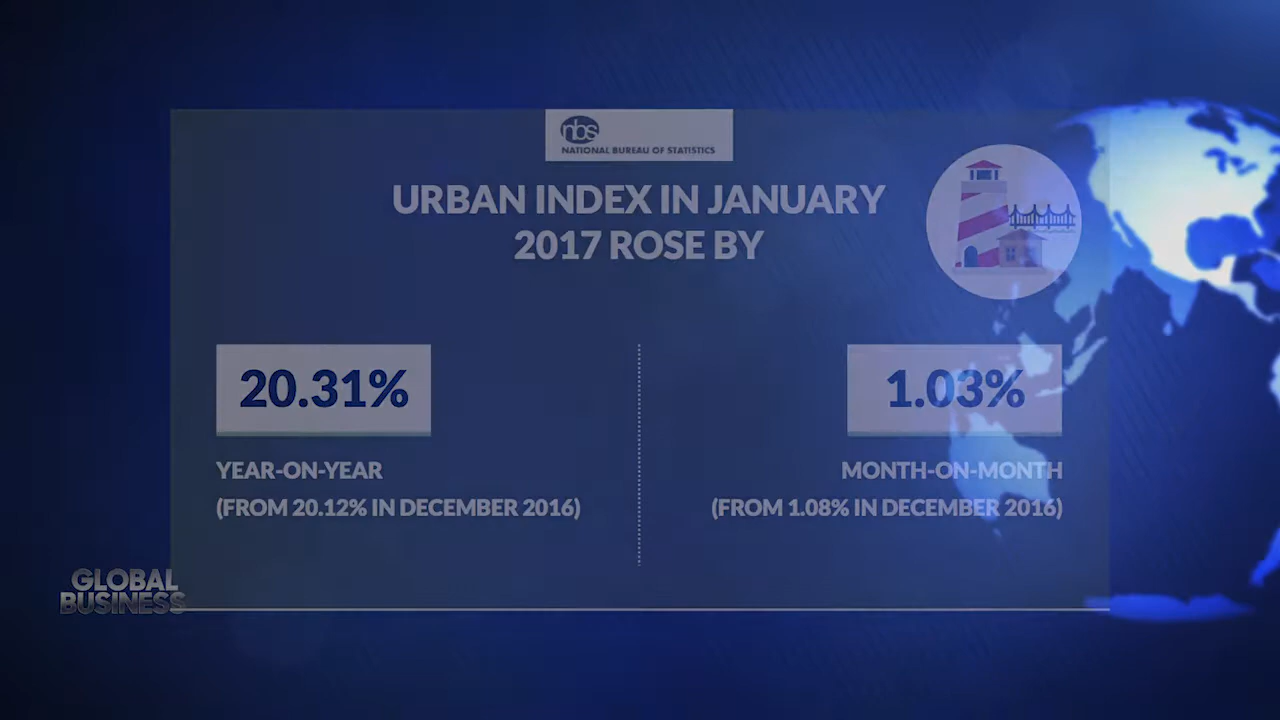 nbs
NATIONAL BUREAU OF STATISTICS
URBAN INDEX IN JANUARY
2017 ROSE BY
20.31%
1.03%
YEAR-ON-YEAR
(FROM 20.12% IN DECEMBER 2016)
MONTH-ON-MONTH
(FROM 1.08% IN DECEMBER 2016)
GLOBAL
BUSINESS